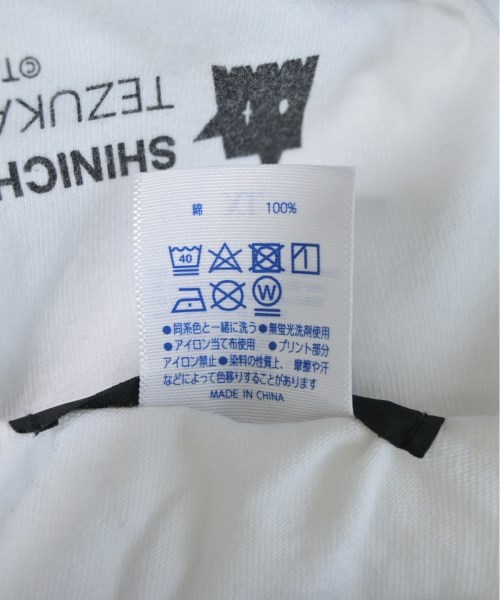 ©T
TEZUKA
SHINICH
綿 100%
40
W
●同系色と一緒に洗う●無蛍光洗剤使用
●アイロン当て布使用 ●プリント部分
アイロン禁止●染料の性質上、摩擦や汗
などによって色移りすることがあります
MADE IN CHINA